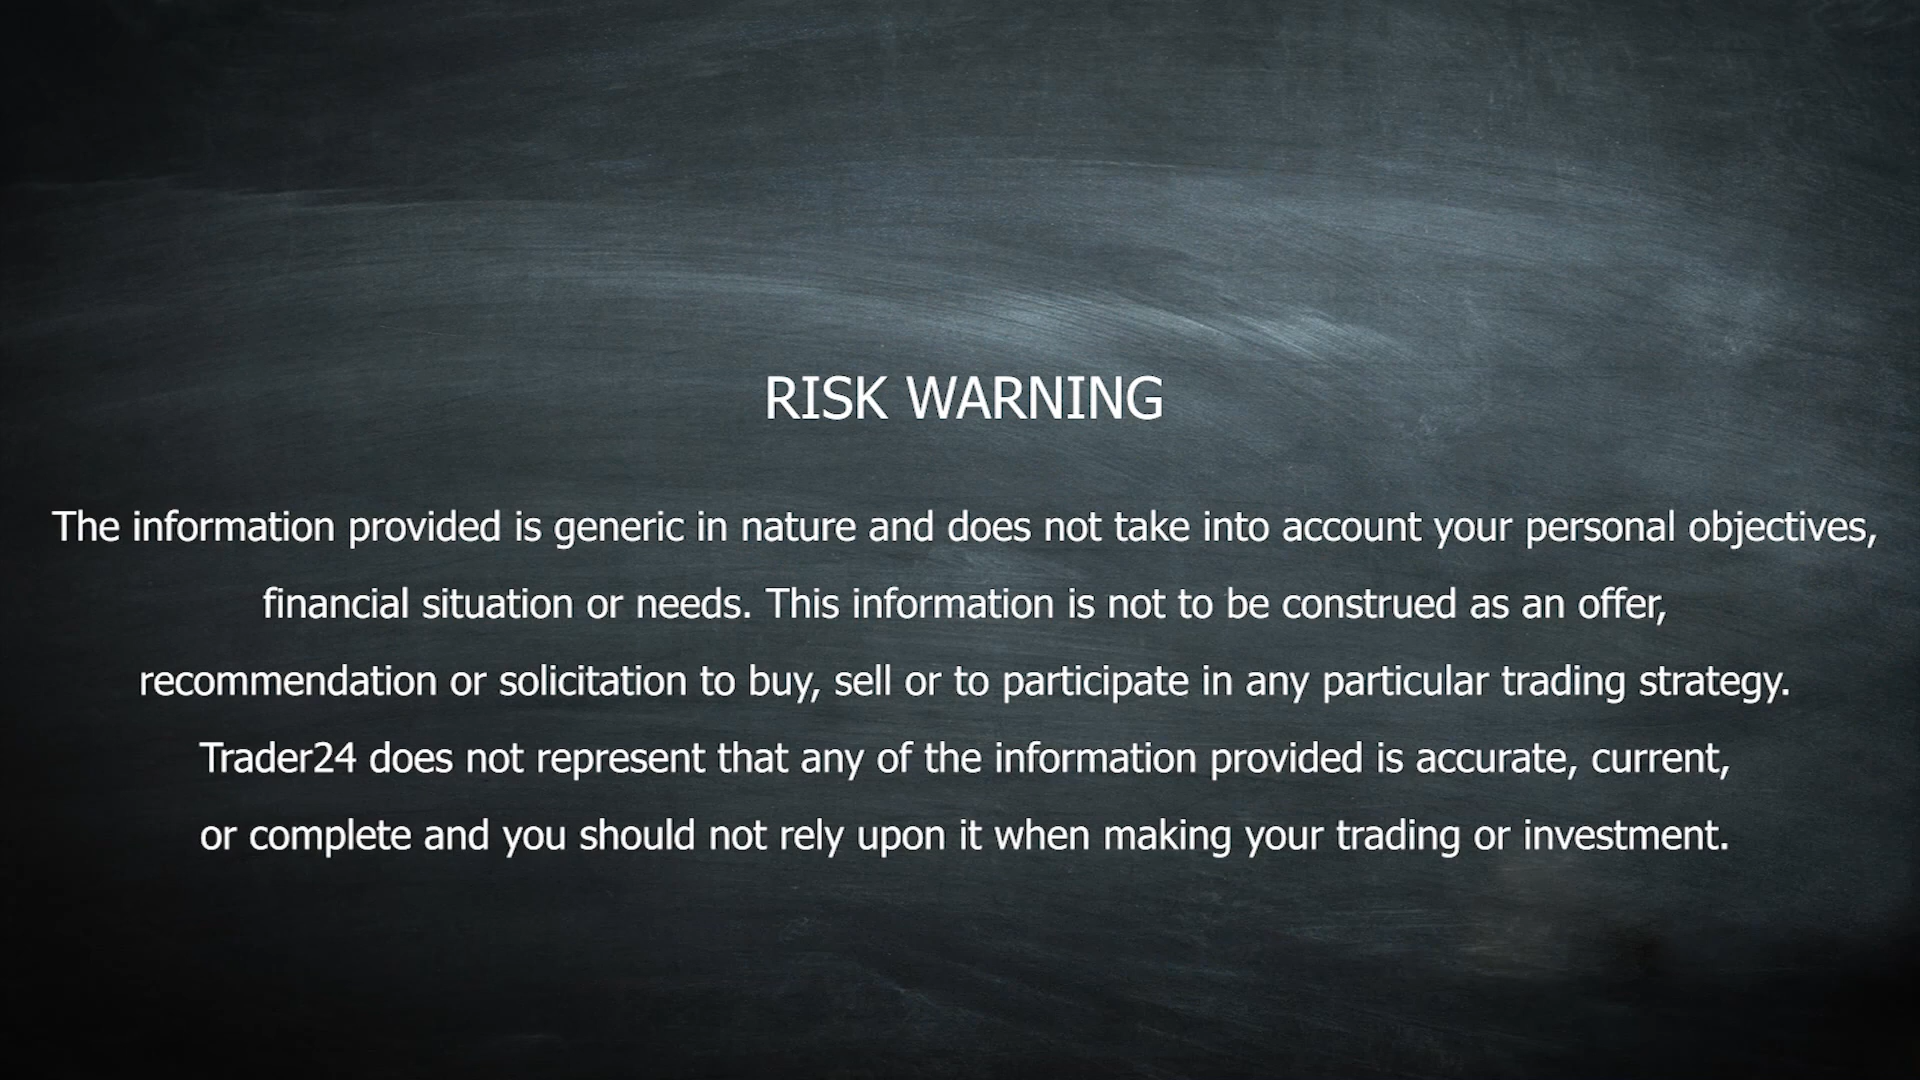 RISK WARNING
The information provided is generic in nature and does not take into account your personal objectives,
financial situation or needs. This information is not to be construed as an offer,
recommendation or solicitation to buy, sell or to participate in any particular trading strategy.
Trader24 does not represent that any of the information provided is accurate, current,
or complete and you should not rely upon it when making your trading or investment.